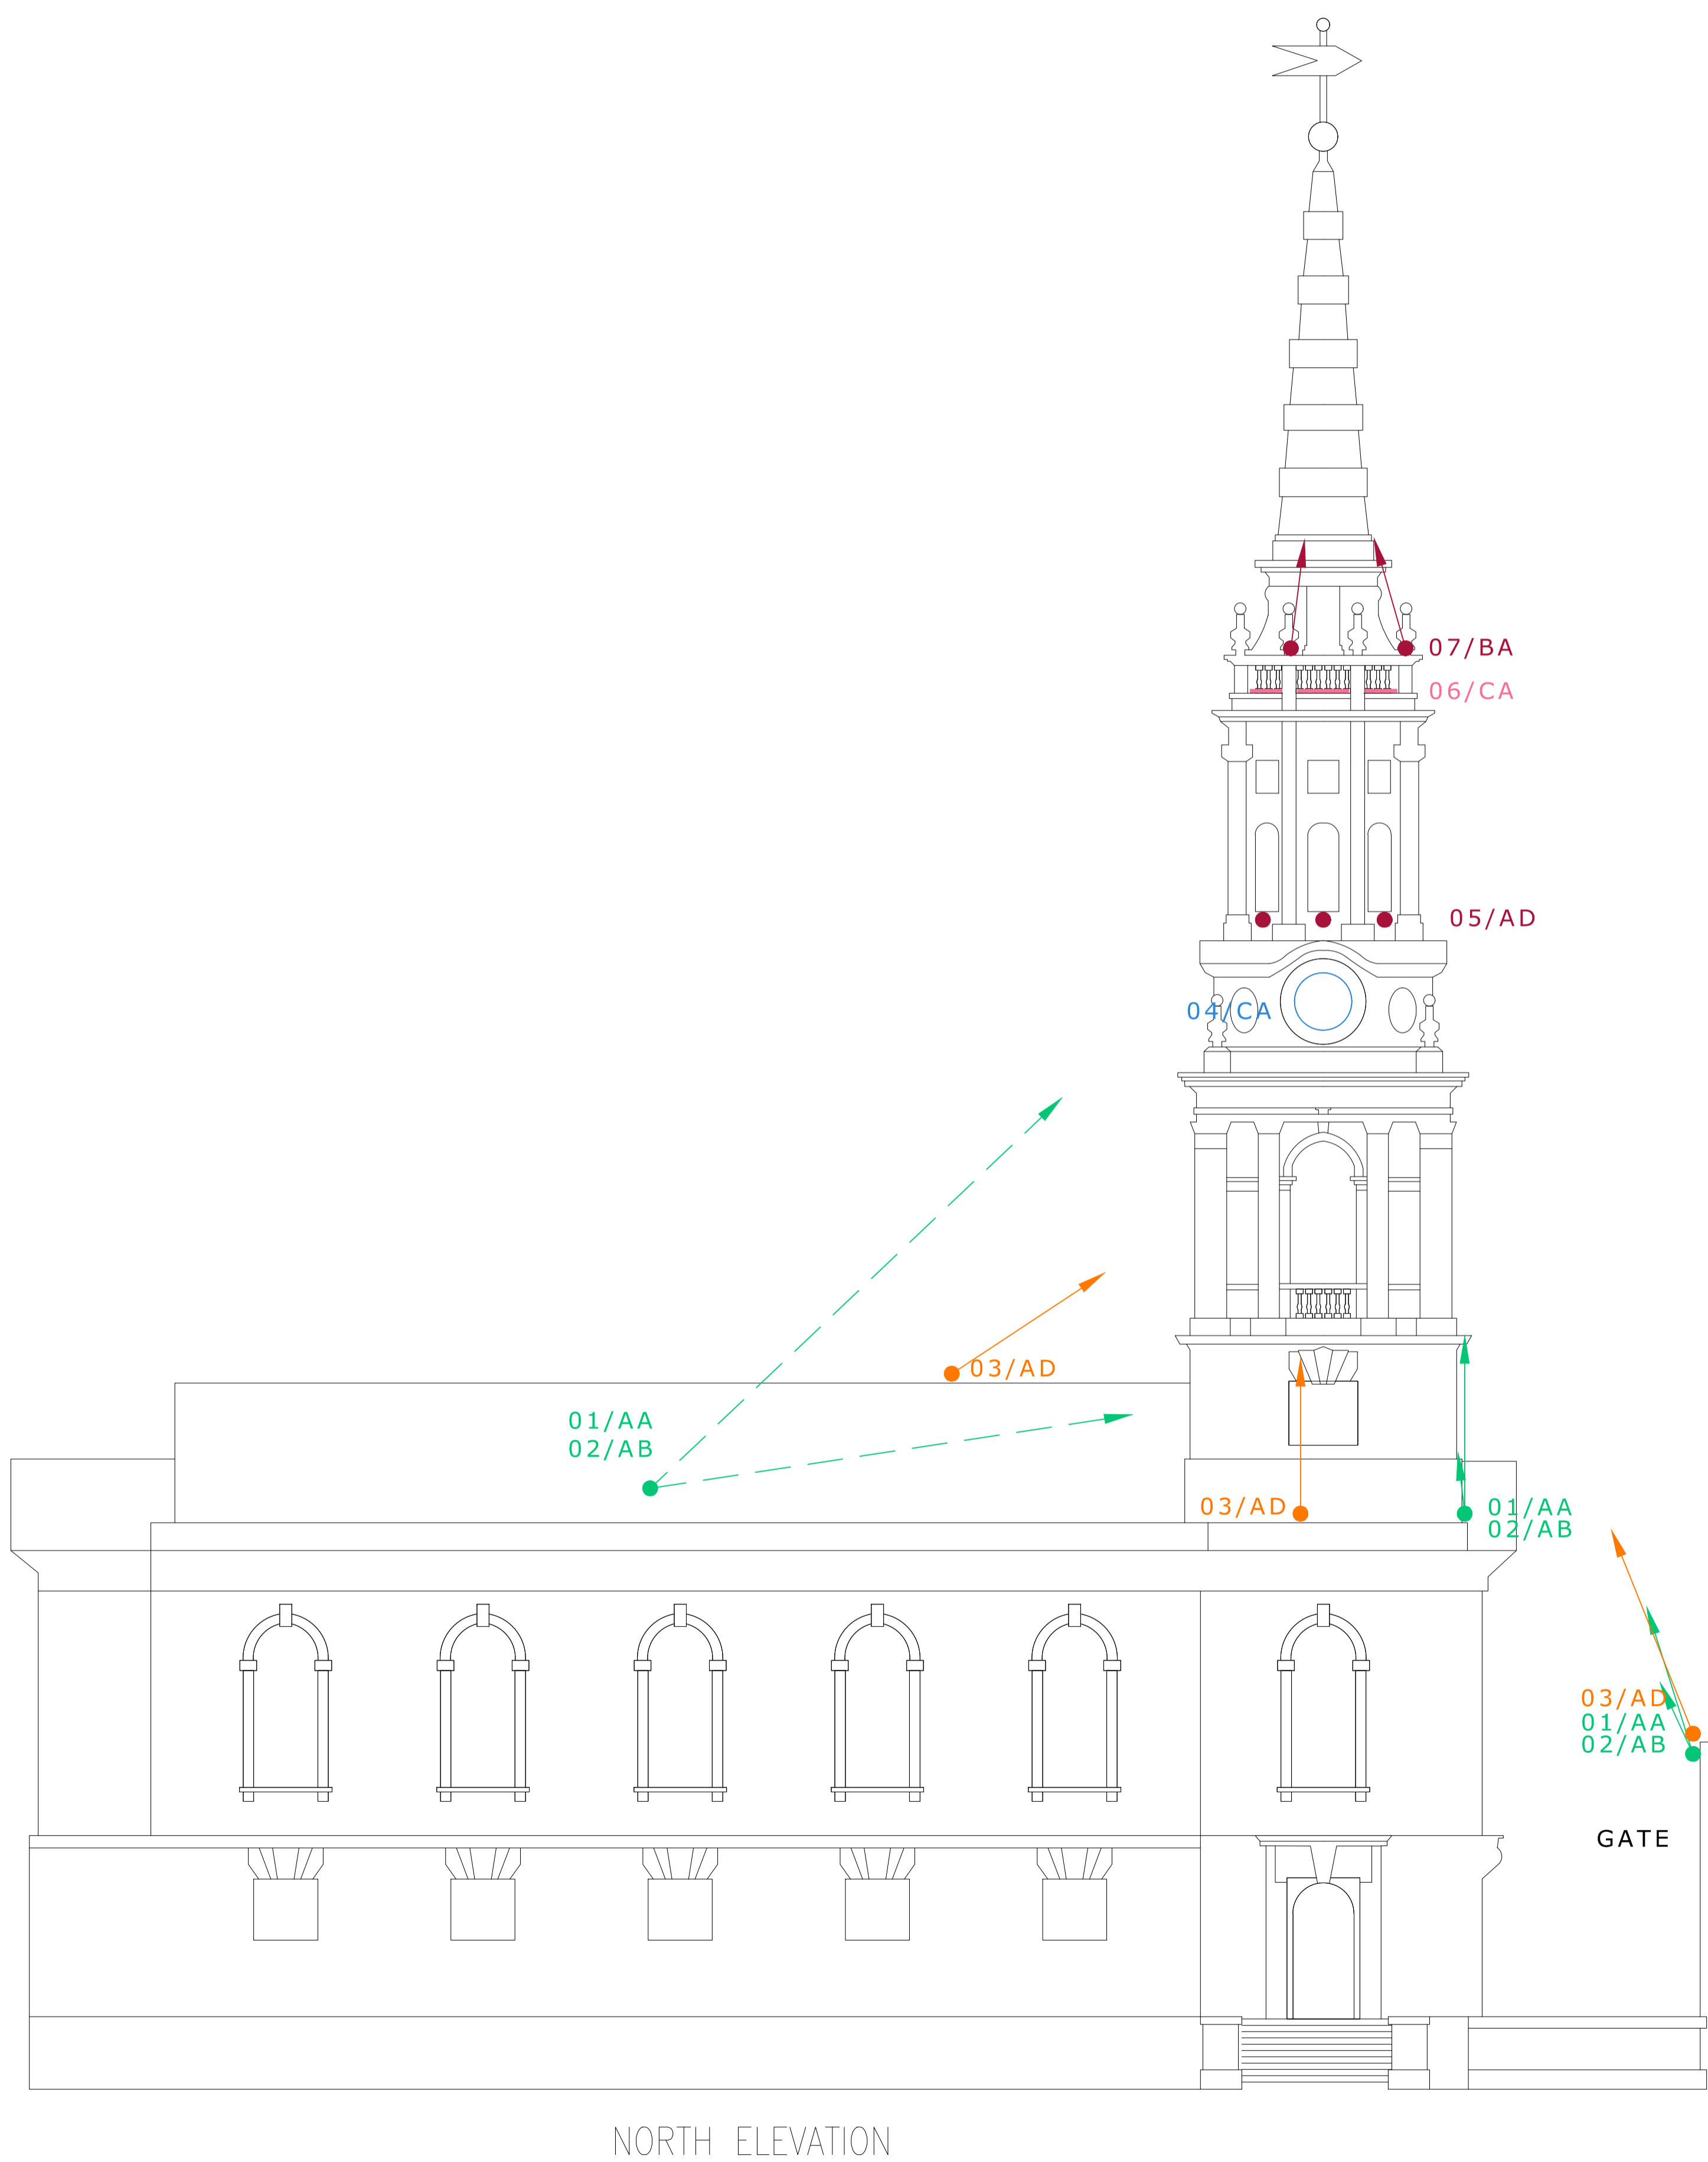 07/BA
06/CA
05/AD
04/CA
03/AD
01/AA
02/AB
03/AD
01/AA
02/AB
03/AD
01/AA
02/AB
GATE
NORTH ELEVATION